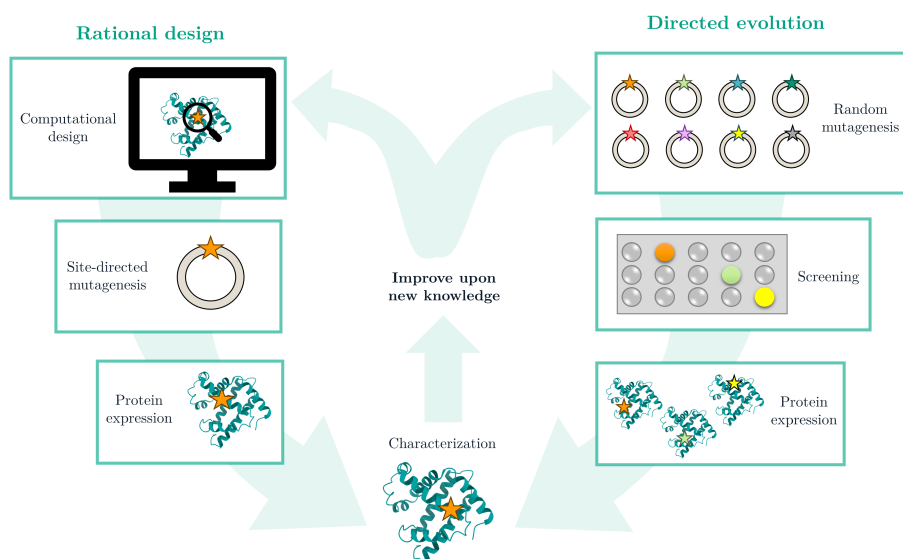 Rational design
Computational
design
Site-directed
mutagenesis
Protein
expression
Directed evolution
Random
mutagenesis
Screening
Protein
expression
Characterization
Improve upon
new knowledge